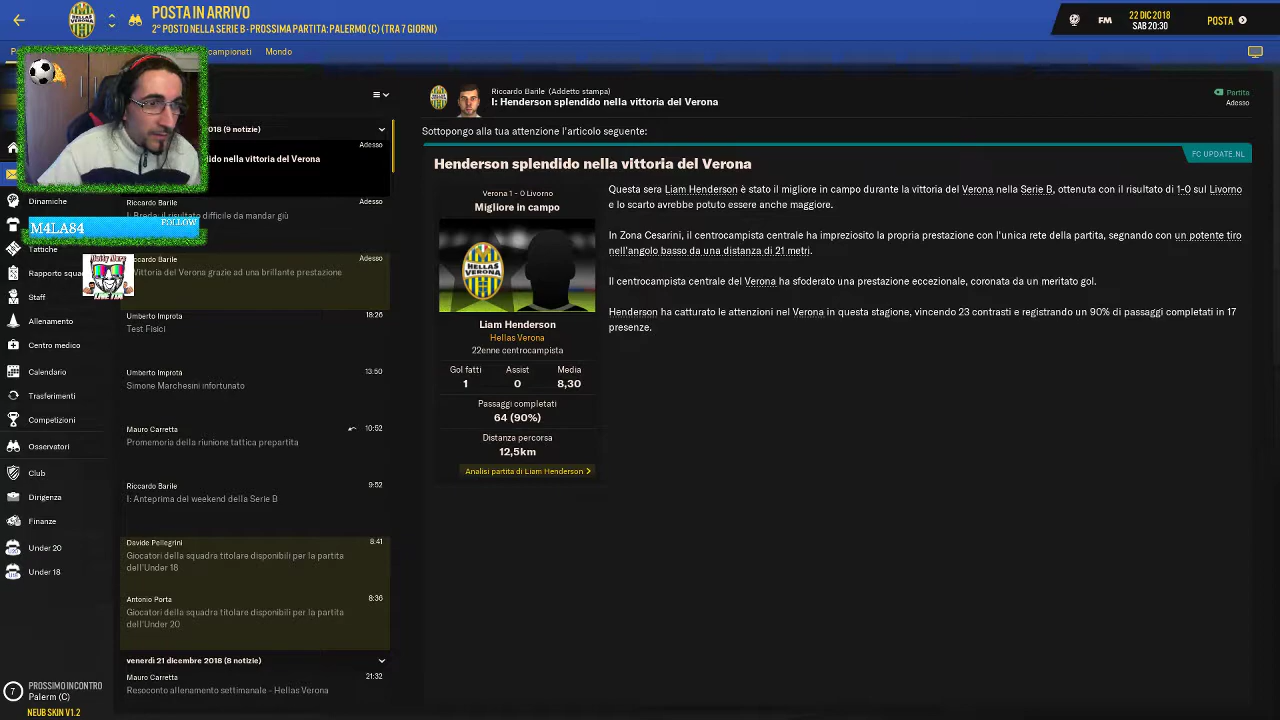 POSTA IN ARRIVO
2° POSTO NELLA SERIE B - PROSSIMA PARTITA: PALERMO (C) (TRA 7 GIORNI)
FM
22 DIC 2018
SAB 20:30
POSTA
campionati
Mondo
2018 (9 notizie)
Adesso
dido nella vittoria del Verona
Riccardo Barile
Adesso
I: Breda: il risultato difficile da mandar giù
M4LA84
FOLLOW
ccardo Barile
Adesso
Vittoria del Verona grazie ad una brillante prestazione
Umberto Improta
18:26
Test Fisici
Umberto Improta
13:50
Simone Marchesini infortunato
Mauro Carretta
10:52
Promemoria della riunione tattica prepartita
Riccardo Barile
9:52
I: Anteprima del weekend della Serie B
Davide Pellegrini
8:41
Giocatori della squadra titolare disponibili per la partita
dell'Under 18
Antonio Porta
8:36
Giocatori della squadra titolare disponibili per la partita
dell'Under 20
venerdì 21 dicembre 2018 (8 notizie)
Mauro Carretta
21:32
Resoconto allenamento settimanale - Hellas Verona
Dinamiche
Tattiche
Rapporto squa
Staff
Allenamento
Centro medico
Calendario
Trasferimenti
Competizioni
Osservatori
Club
Dirigenza
Finanze
Under 20
Under 18
7
PROSSIMO INCONTRO
Palerm (C)
NEUB SKIN V1.2
Riccardo Barile (Addetto stampa)
I: Henderson splendido nella vittoria del Verona
Partita
Adesso
Sottopongo alla tua attenzione l'articolo seguente:
FC UPDATE.NL
Henderson splendido nella vittoria del Verona
Verona 1 - 0 Livorno
Migliore in campo
HELLAS VERONA
Liam Henderson
Hellas Verona
22enne centrocampista
Gol fatti
Assist
Media
1
0
8,30
Passaggi completati
64 (90%)
Distanza percorsa
12,5km
Analisi partita di Liam Henderson
Questa sera Liam Henderson è stato il migliore in campo durante la vittoria del Verona nella Serie B, ottenuta con il risultato di 1-0 sul Livorno
e lo scarto avrebbe potuto essere anche maggiore.
In Zona Cesarini, il centrocampista centrale ha impreziosito la propria prestazione con l'unica rete della partita, segnando con un potente tiro
nell'angolo basso da una distanza di 21 metri.
Il centrocampista centrale del Verona ha sfoderato una prestazione eccezionale, coronata da un meritato gol.
Henderson ha catturato le attenzioni nel Verona in questa stagione, vincendo 23 contrasti e registrando un 90% di passaggi completati in 17
presenze.